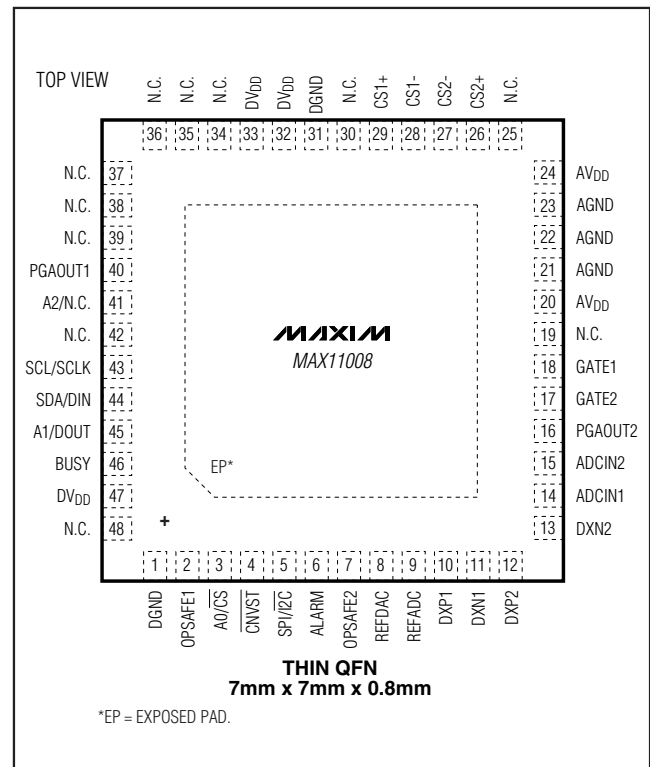 TOP VIEW
N.C. N.C. N.C. DVDD DVDD DGND N.C. CS1+ CS1- CS2- CS2+ N.C.
36 35 34 33 32 31 30 29 28 27 26 25
N.C. 37
N.C. 38
N.C. 39
PGAOUT1 40
A2/N.C. 41
N.C. 42
SCL/SCLK 43
SDA/DIN 44
A1/DOUT 45
BUSY 46
DVDD 47
N.C. 48
24 AVDD
23 AGND
22 AGND
21 AGND
20 AVDD
19 N.C.
18 GATE1
17 GATE2
16 PGAOUT2
15 ADCIN2
14 ADCIN1
13 DXN2
MAXIM
MAX11008
EP*
+
1 2 3 4 5 6 7 8 9 10 11 12
DGND OPSAFE1 A0/C̅S̅ C̅N̅V̅S̅T̅ S̅P̅I̅/I2C ALARM OPSAFE2 REFDAC REFADC DXP1 DXN1 DXP2
THIN QFN
7mm x 7mm x 0.8mm
*EP = EXPOSED PAD.